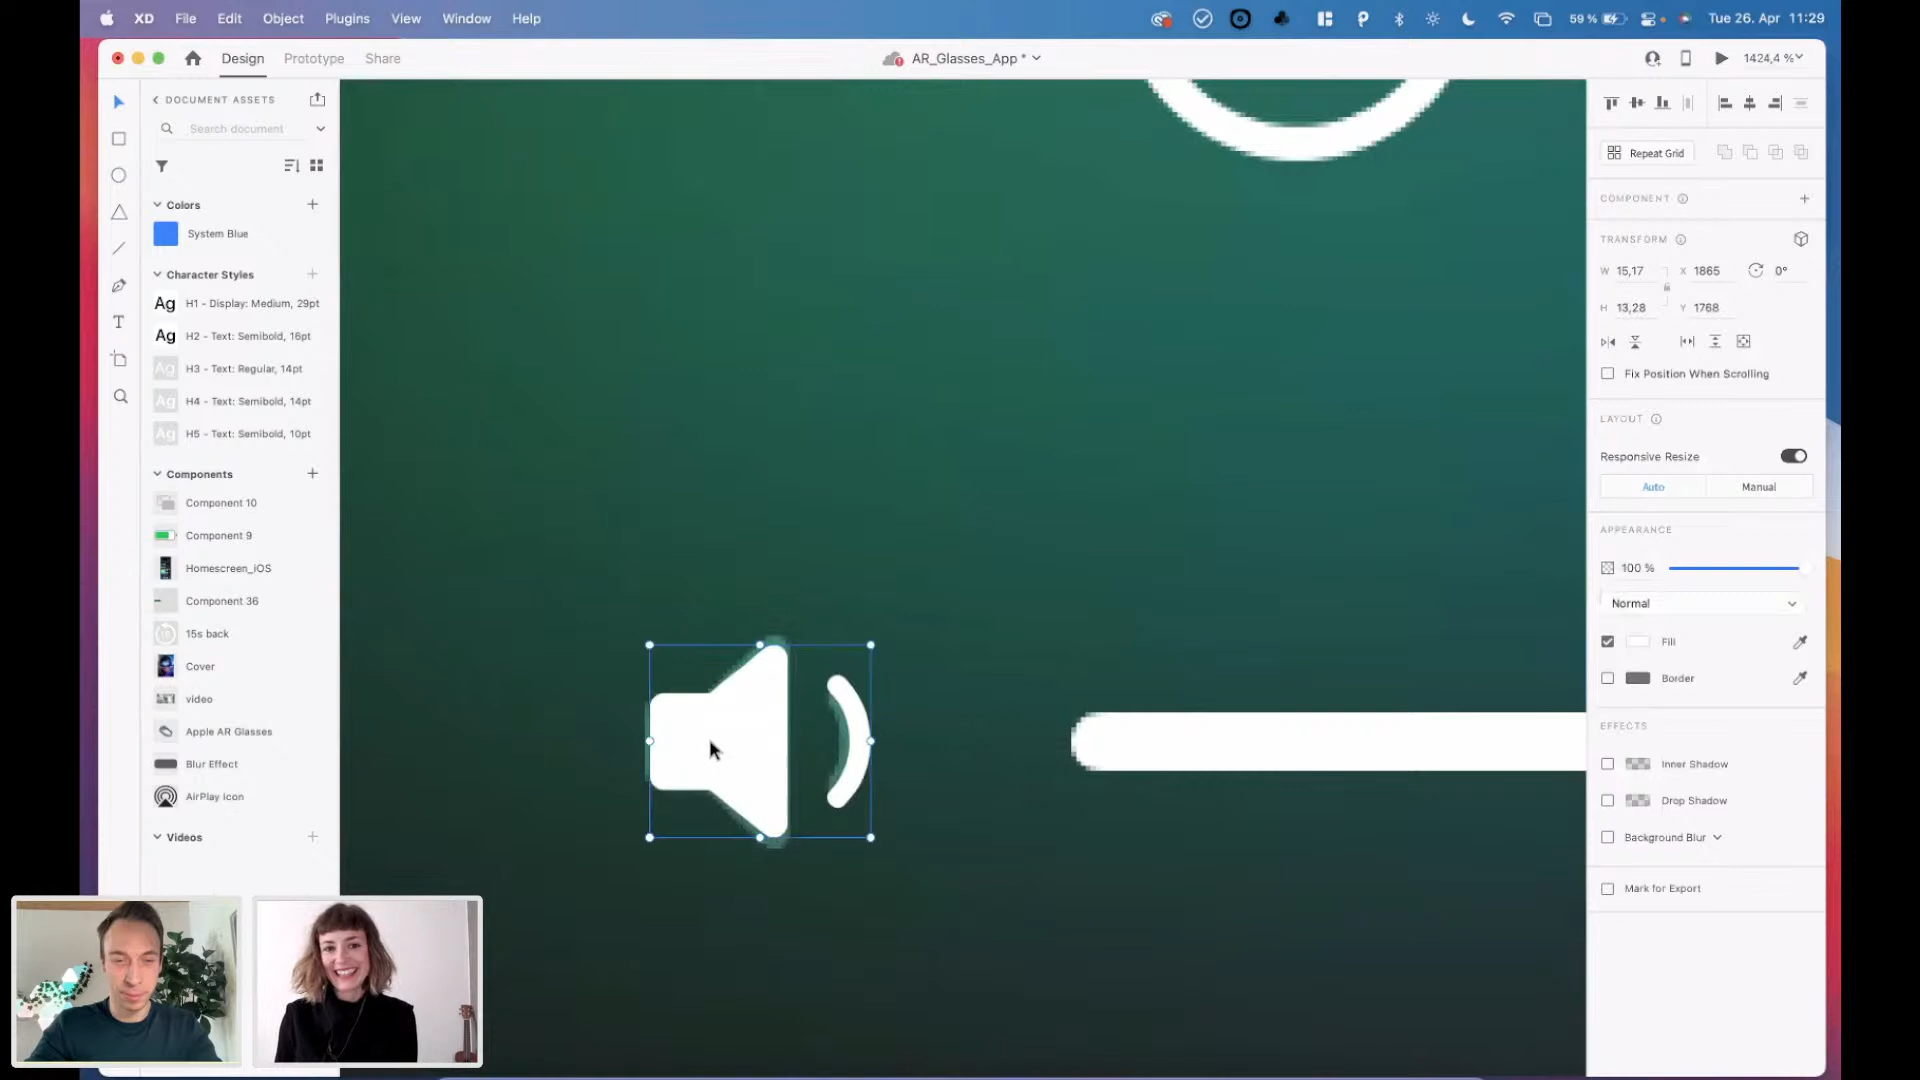 XD File Edit Object Plugins View Window Help
59 % Tue 26. Apr 11:29
Design Prototype Share
AR_Glasses_App *
1424,4 %
DOCUMENT ASSETS
Search document
Colors
System Blue
Character Styles
Ag H1 - Display: Medium, 29pt
Ag H2 - Text: Semibold, 16pt
Ag H3 - Text: Regular, 14pt
Ag H4 - Text: Semibold, 14pt
Ag H5 - Text: Semibold, 10pt
Components
Component 10
Component 9
Homescreen_iOS
Component 36
15s back
Cover
video
Apple AR Glasses
Blur Effect
AirPlay Icon
Videos
Repeat Grid
COMPONENT
TRANSFORM
W 15,17 X 1865 0°
H 13,28 Y 1768
Fix Position When Scrolling
LAYOUT
Responsive Resize
Auto Manual
APPEARANCE
100 %
Normal
Fill
Border
EFFECTS
Inner Shadow
Drop Shadow
Background Blur
Mark for Export